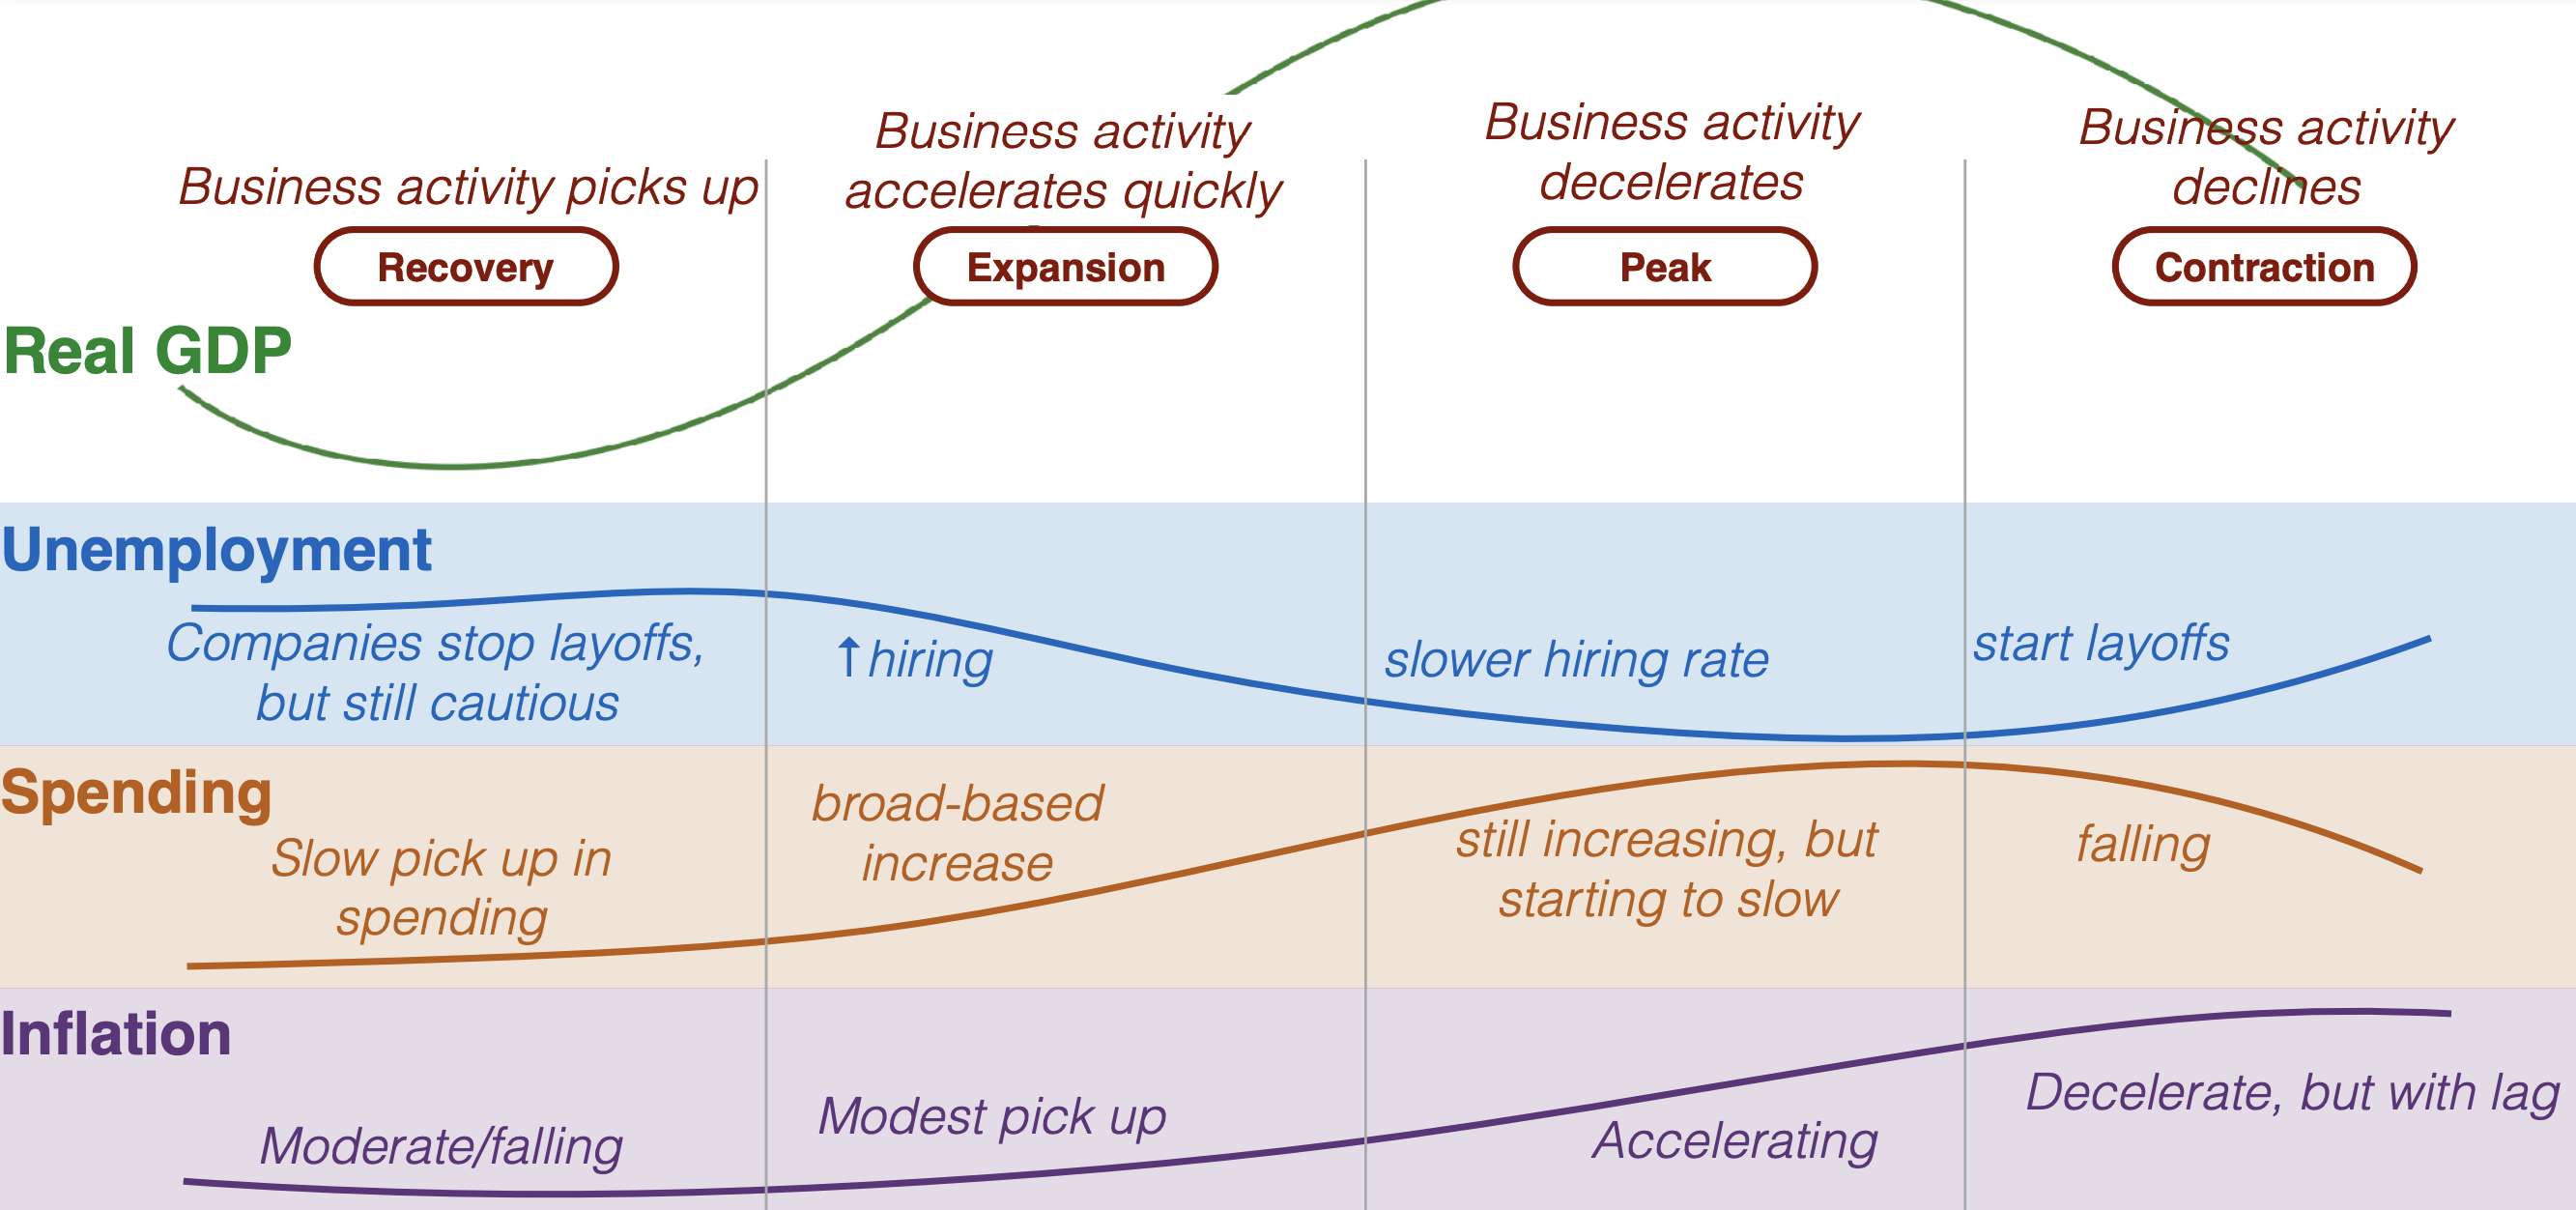 Business activity picks up
Recovery
Business activity
accelerates quickly
Expansion
Business activity
decelerates
Peak
Business activity
declines
Contraction
Real GDP
Unemployment
Companies stop layoffs,
but still cautious
↑ hiring
slower hiring rate
start layoffs
Spending
Slow pick up in
spending
broad-based
increase
still increasing, but
starting to slow
falling
Inflation
Moderate/falling
Modest pick up
Accelerating
Decelerate, but with lag